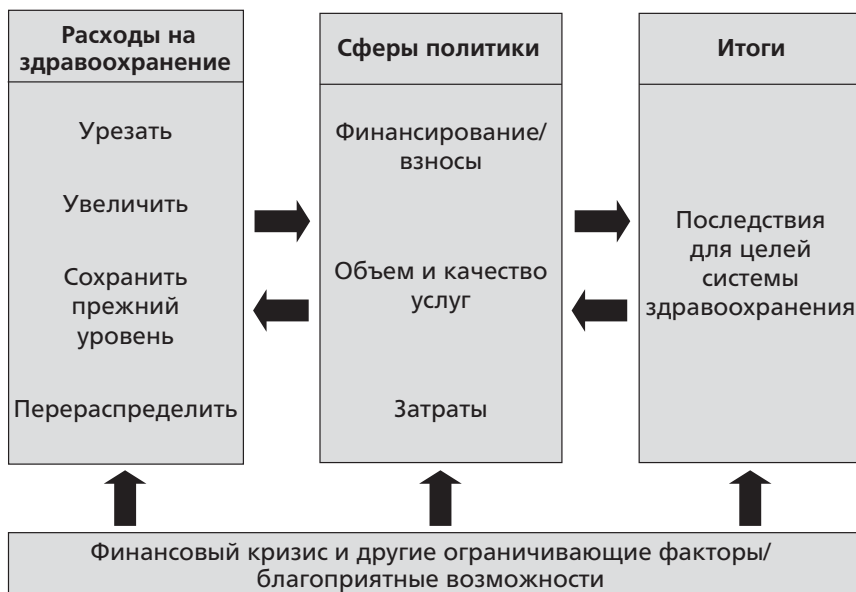 Расходы на
здравоохранение
Урезать
Увеличить
Сохранить
прежний
уровень
Перераспределить
Сферы политики
Финансирование/
взносы
Объем и качество
услуг
Затраты
Итоги
Последствия
для целей
системы
здравоохранения
Финансовый кризис и другие ограничивающие факторы/
благоприятные возможности